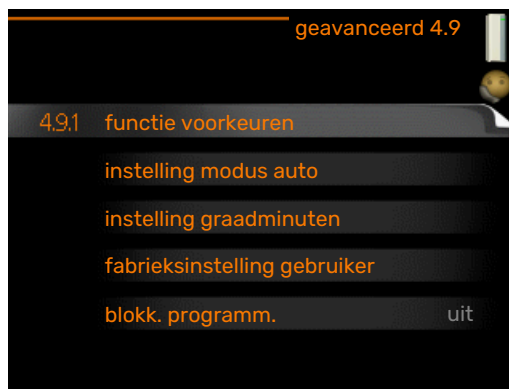 geavanceerd 4.9
4.9.1 functie voorkeuren
instelling modus auto
instelling graadminuten
fabrieksinstelling gebruiker
blokk. programm. uit